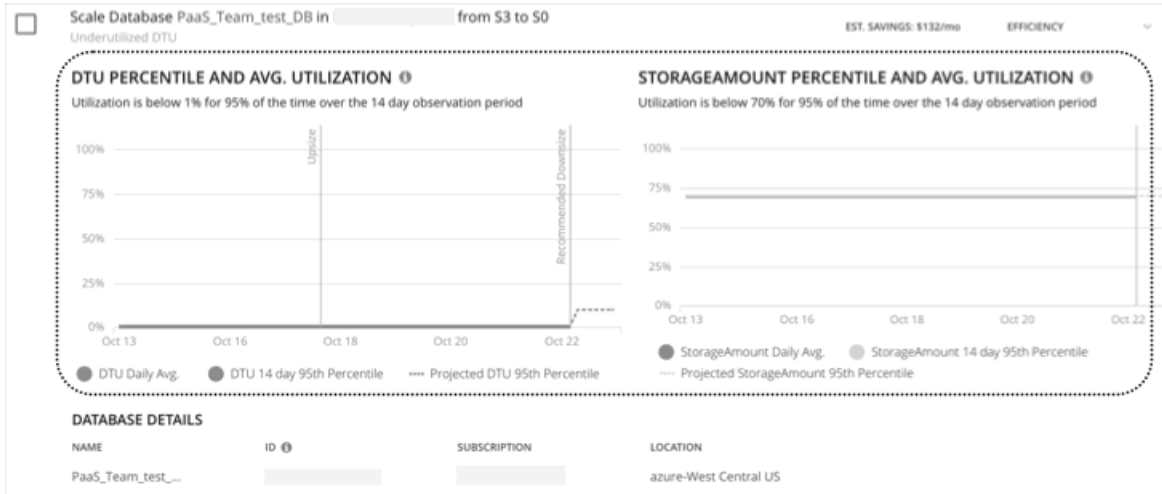 Scale Database PaaS_Team_test_DB in from S3 to S0
EST. SAVINGS: $132/mo EFFICIENCY
Underutilized DTU
DTU PERCENTILE AND AVG. UTILIZATION
Utilization is below 1% for 95% of the time over the 14 day observation period
100%
75%
50%
25%
0%
Upsize
Recommended Downsize
Oct 13 Oct 16 Oct 18 Oct 20 Oct 22
DTU Daily Avg. DTU 14 day 95th Percentile Projected DTU 95th Percentile
STORAGEAMOUNT PERCENTILE AND AVG. UTILIZATION
Utilization is below 70% for 95% of the time over the 14 day observation period
100%
75%
50%
25%
0%
Oct 13 Oct 16 Oct 18 Oct 20 Oct 22
StorageAmount Daily Avg. StorageAmount 14 day 95th Percentile
Projected StorageAmount 95th Percentile
DATABASE DETAILS
NAME ID SUBSCRIPTION LOCATION
PaaS_Team_test_... azure-West Central US